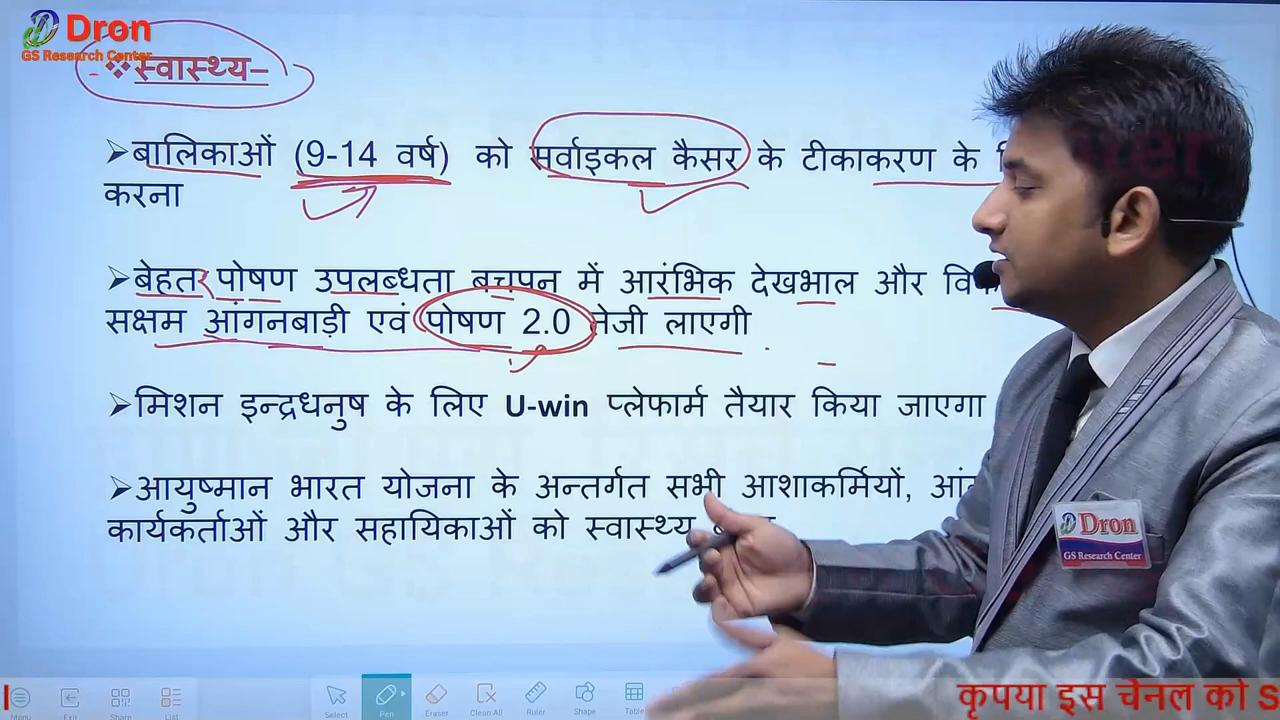 Dron
GS Research Center
❖स्वास्थ्य–
➢बालिकाओं (9-14 वर्ष) को सर्वाइकल कैसर के टीकाकरण के
करना
➢बेहतर पोषण उपलब्धता बचपन में आरंभिक देखभाल और
सक्षम आंगनबाड़ी एवं पोषण 2.0 तेजी लाएगी
➢मिशन इन्द्रधनुष के लिए U-win प्लेफार्म तैयार किया जाएगा
➢आयुष्मान भारत योजना के अन्तर्गत सभी आशाकर्मियों,
कार्यकर्ताओं और सहायिकाओं को स्वास्थ्य
Dron
GS Research Center
Menu Exit Share List Select Pen Eraser Clean All Ruler Shape Table
कृपया इस चैनल को S